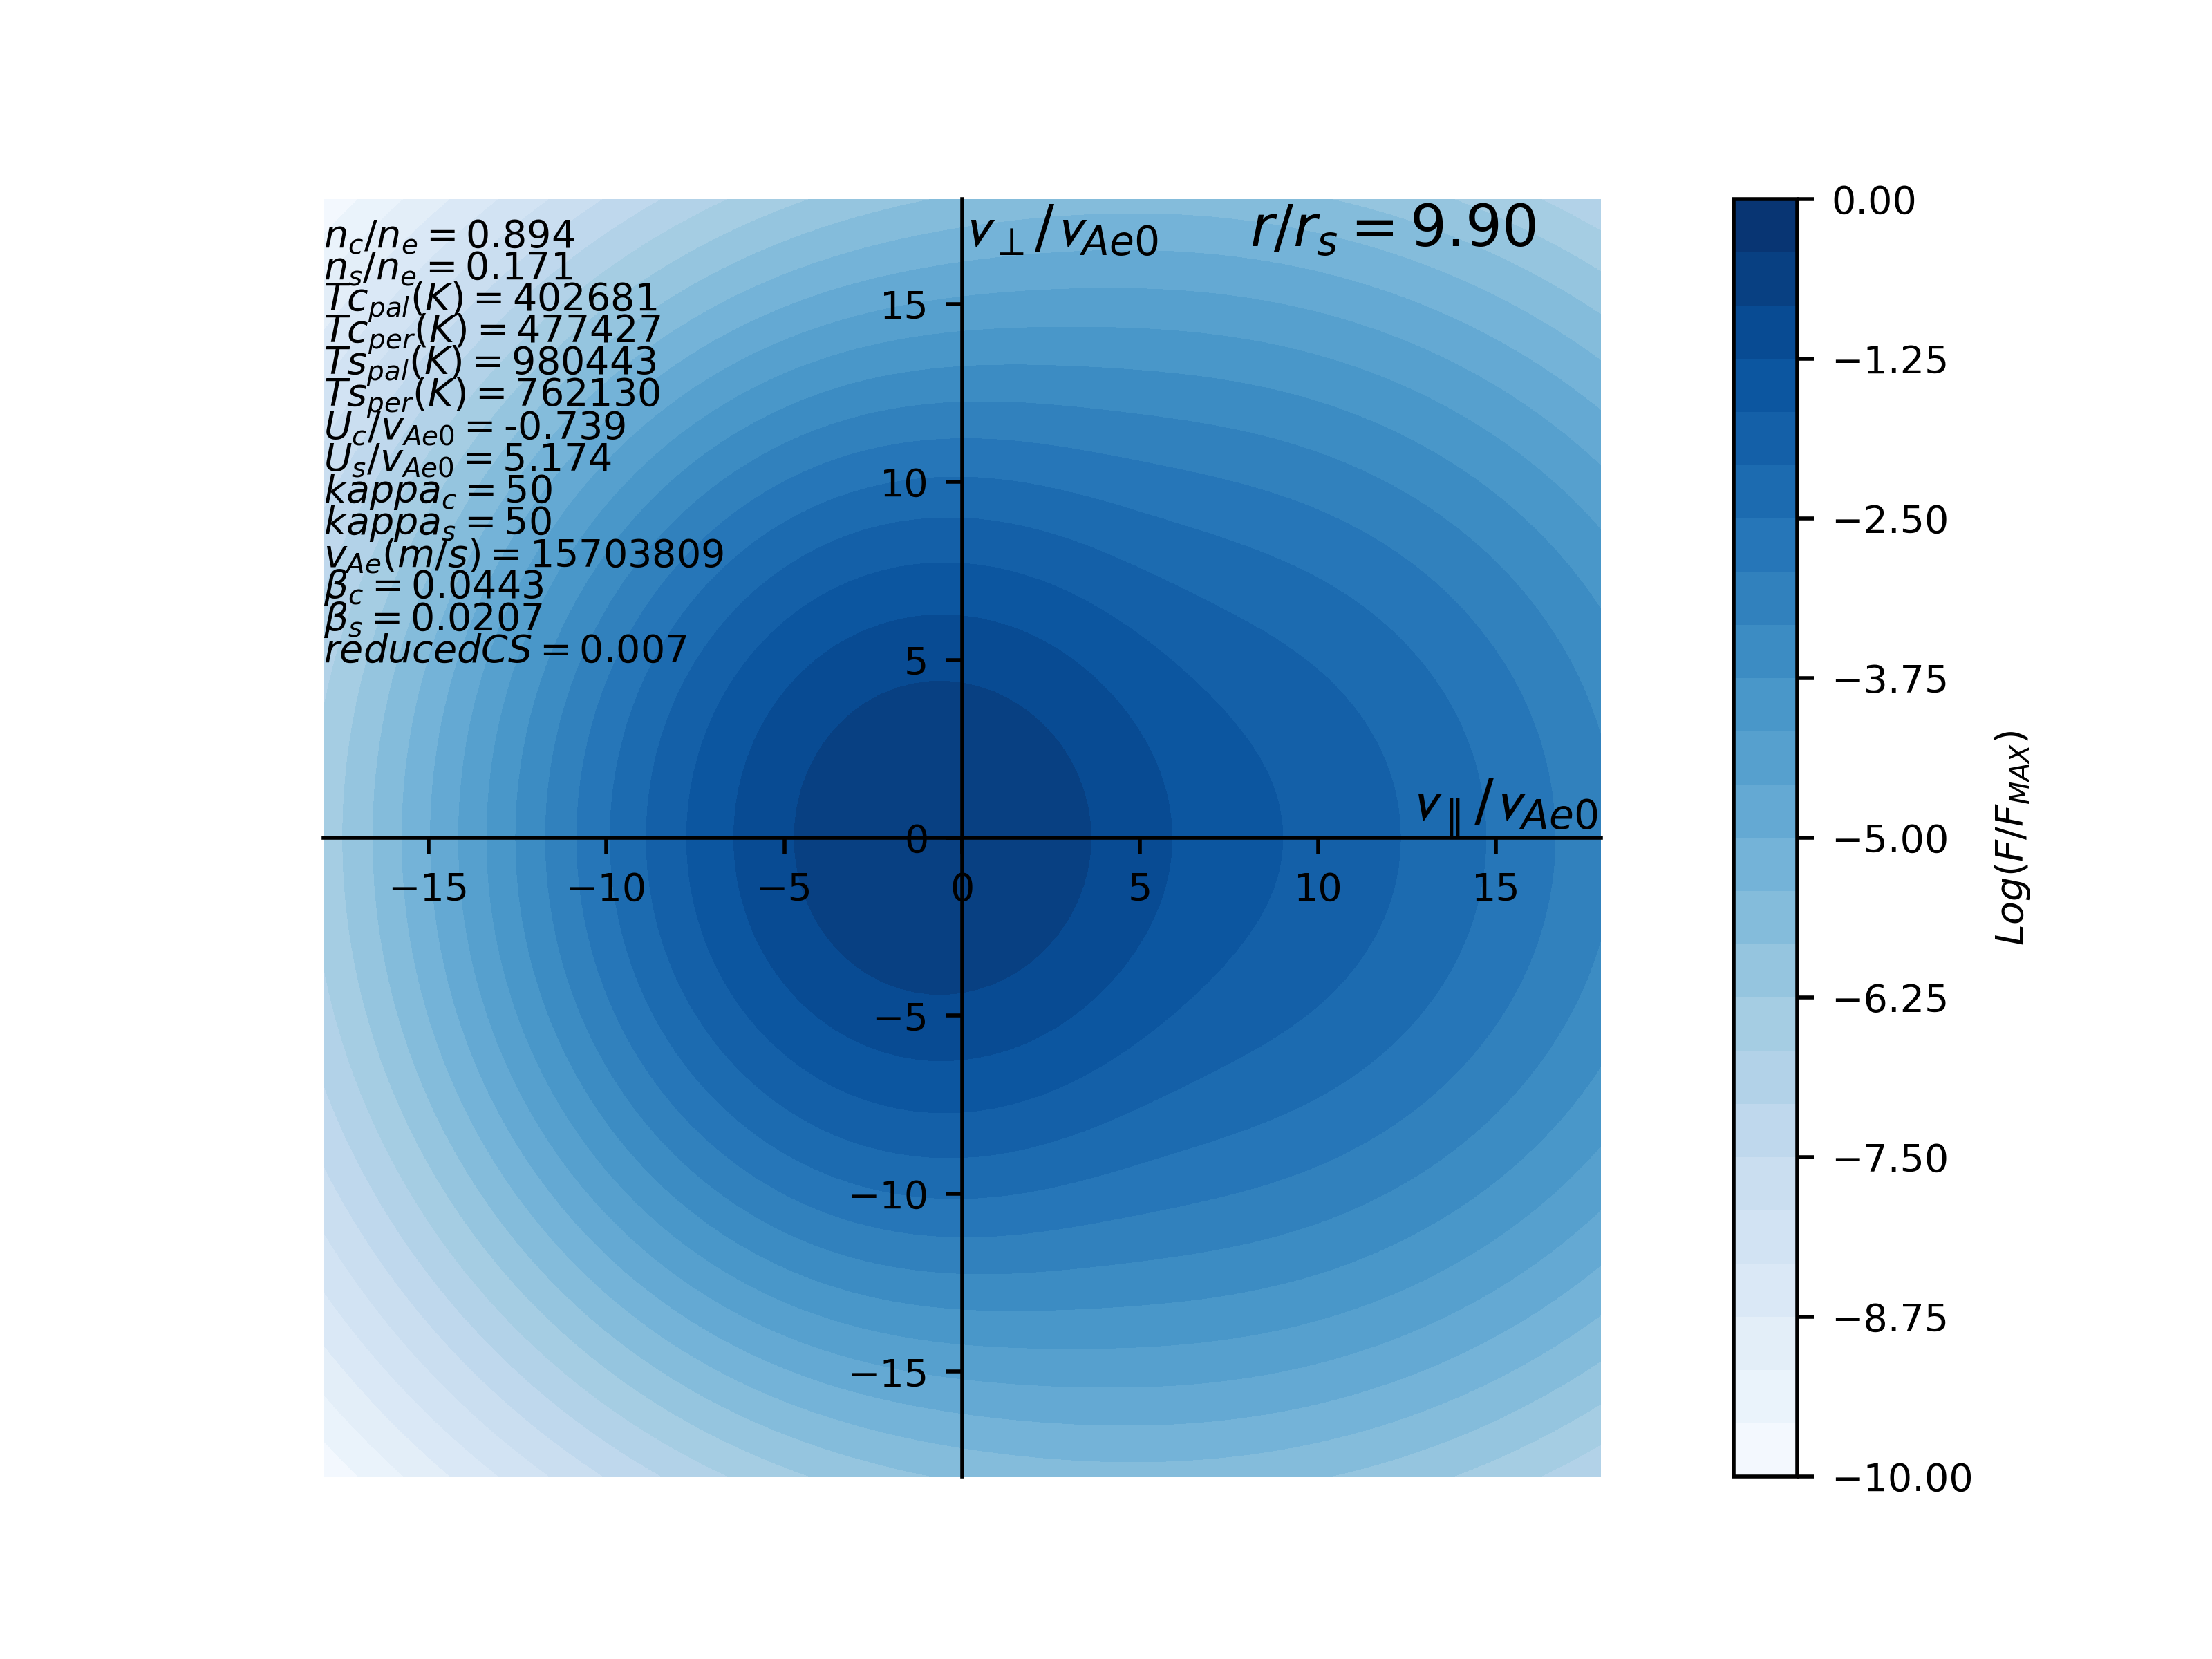 n_c/n_e = 0.894
n_s/n_e = 0.171
Tc_pal(K) = 402681
Tc_per(K) = 477427
Ts_pal(K) = 980443
Ts_per(K) = 762130
U_c/v_Ae0 = -0.739
U_s/v_Ae0 = 5.174
kappa_c = 50
kappa_s = 50
v_Ae(m/s) = 15703809
β_c = 0.0443
β_s = 0.0207
reducedCS = 0.007
v_⊥/v_Ae0
r/r_s = 9.90
15
10
5
0
−5
−10
−15
v_∥/v_Ae0
−15
−10
−5
0
5
10
15
0.00
−1.25
−2.50
−3.75
−5.00
−6.25
−7.50
−8.75
−10.00
Log(F/F_MAX)